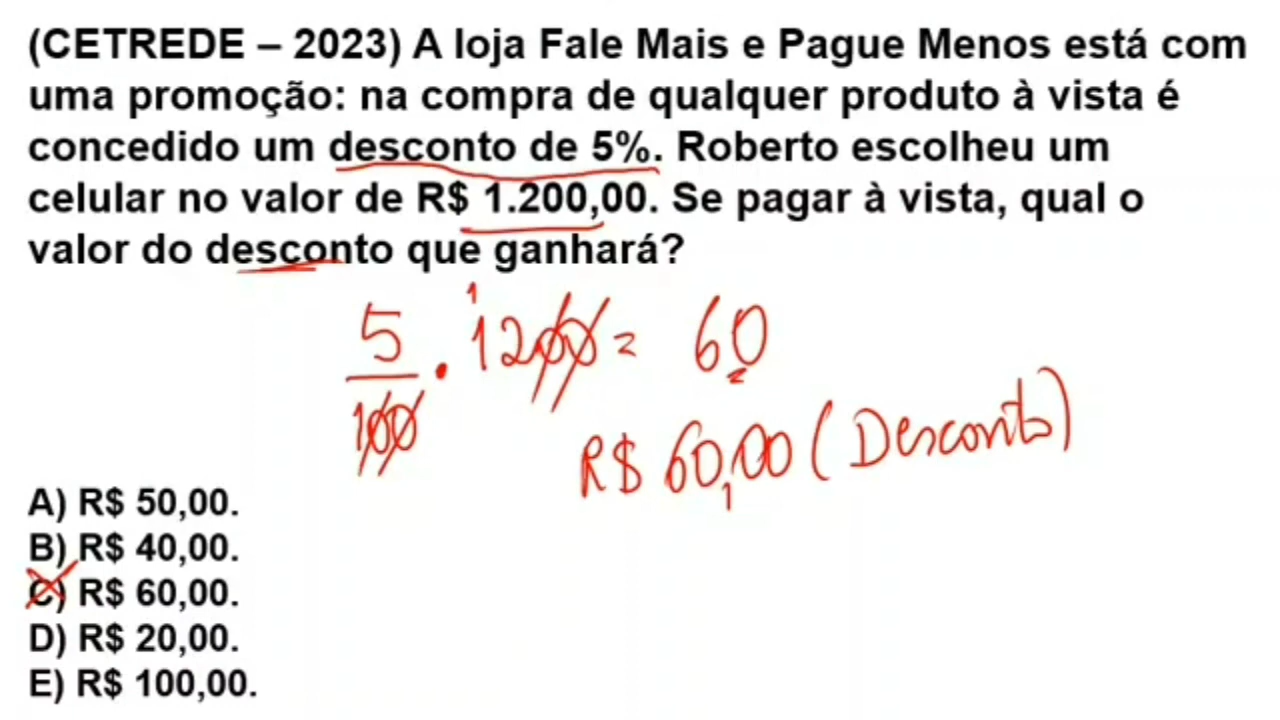 (CETREDE – 2023) A loja Fale Mais e Pague Menos está com
uma promoção: na compra de qualquer produto à vista é
concedido um desconto de 5%. Roberto escolheu um
celular no valor de R$ 1.200,00. Se pagar à vista, qual o
valor do desconto que ganhará?
1
5/100 . 1200 = 60
R$ 60,00 (Desconto)
A) R$ 50,00.
B) R$ 40,00.
C) R$ 60,00.
D) R$ 20,00.
E) R$ 100,00.